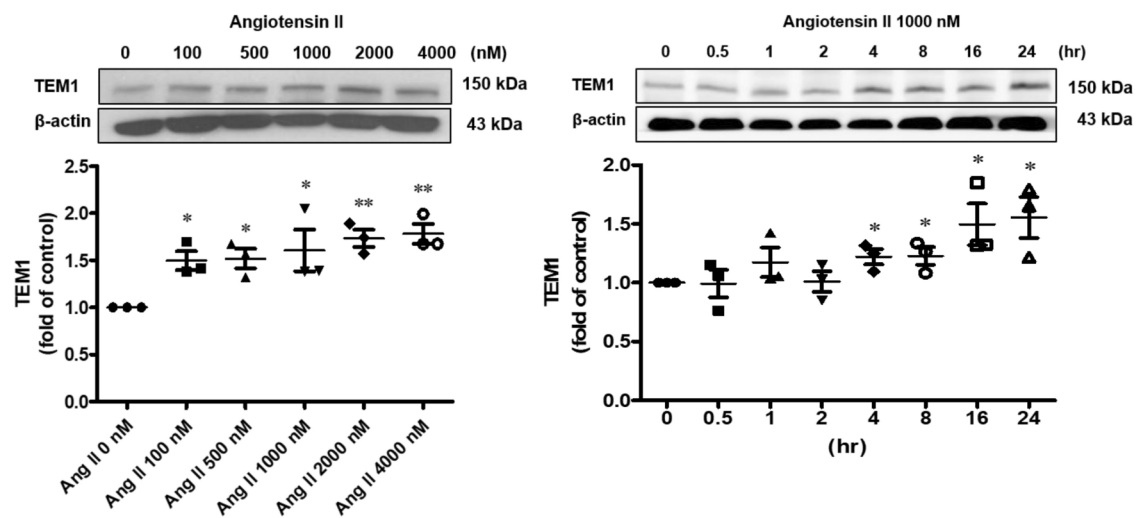 Angiotensin II
0 100 500 1000 2000 4000 (nM)
TEM1 150 kDa
β-actin 43 kDa
TEM1
(fold of control)
2.5
2.0
1.5
1.0
0.5
0.0
* * * ** **
Ang II 0 nM
Ang II 100 nM
Ang II 500 nM
Ang II 1000 nM
Ang II 2000 nM
Ang II 4000 nM
Angiotensin II 1000 nM
0 0.5 1 2 4 8 16 24 (hr)
TEM1 150 kDa
β-actin 43 kDa
TEM1
(fold of control)
2.0
1.5
1.0
0.5
0.0
* * * *
0 0.5 1 2 4 8 16 24
(hr)